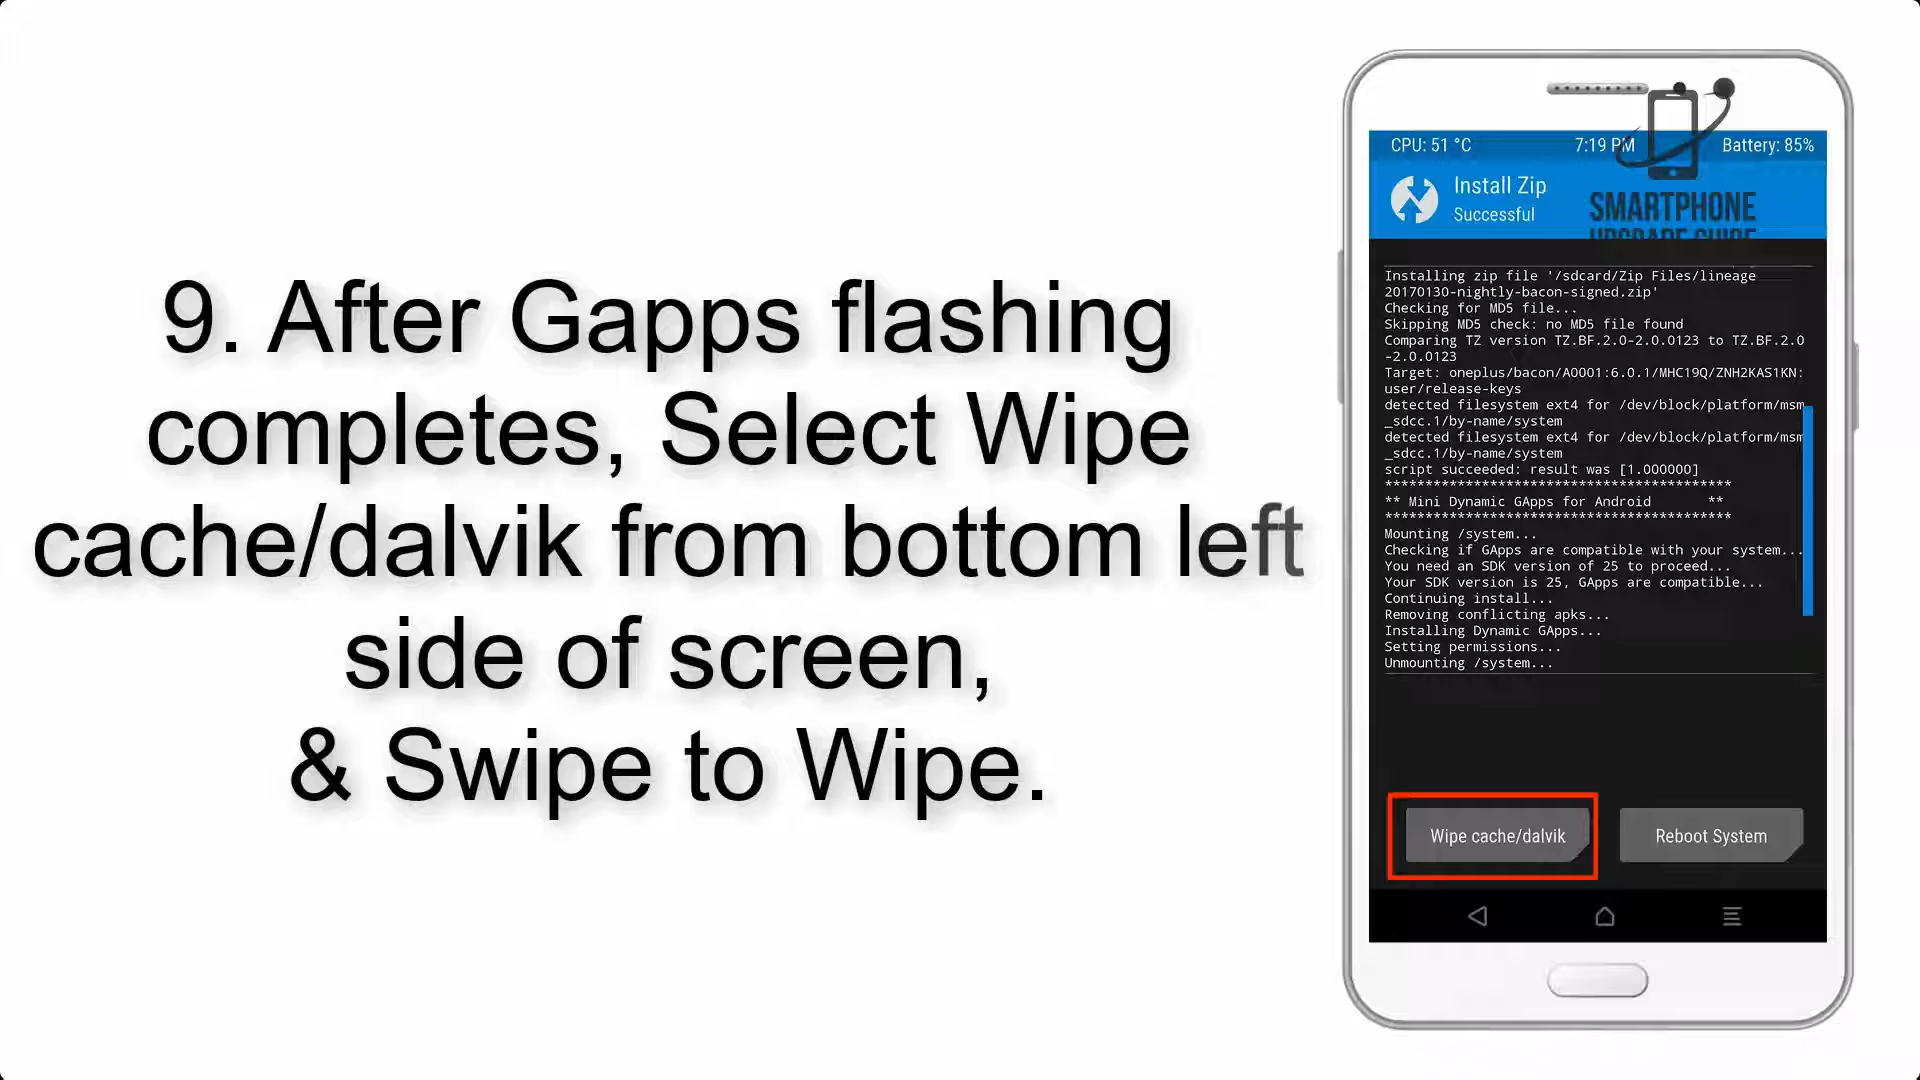 9. After Gapps flashing
completes, Select Wipe
cache/dalvik from bottom left
side of screen,
& Swipe to Wipe.
CPU: 51 °C 7:19 PM Battery: 85%
Install Zip
Successful
SMARTPHONE
UPGRADE GUIDE
Installing zip file '/sdcard/Zip Files/lineage
20170130-nightly-bacon-signed.zip'
Checking for MD5 file...
Skipping MD5 check: no MD5 file found
Comparing TZ version TZ.BF.2.0-2.0.0123 to TZ.BF.2.0
-2.0.0123
Target: oneplus/bacon/A0001:6.0.1/MHC19Q/ZNH2KAS1KN:
user/release-keys
detected filesystem ext4 for /dev/block/platform/msm
_sdcc.1/by-name/system
detected filesystem ext4 for /dev/block/platform/msm
_sdcc.1/by-name/system
script succeeded: result was [1.000000]
*******************************************
** Mini Dynamic GApps for Android **
*******************************************
Mounting /system...
Checking if GApps are compatible with your system...
You need an SDK version of 25 to proceed...
Your SDK version is 25, GApps are compatible...
Continuing install...
Removing conflicting apks...
Installing Dynamic GApps...
Setting permissions...
Unmounting /system...
Wipe cache/dalvik Reboot System